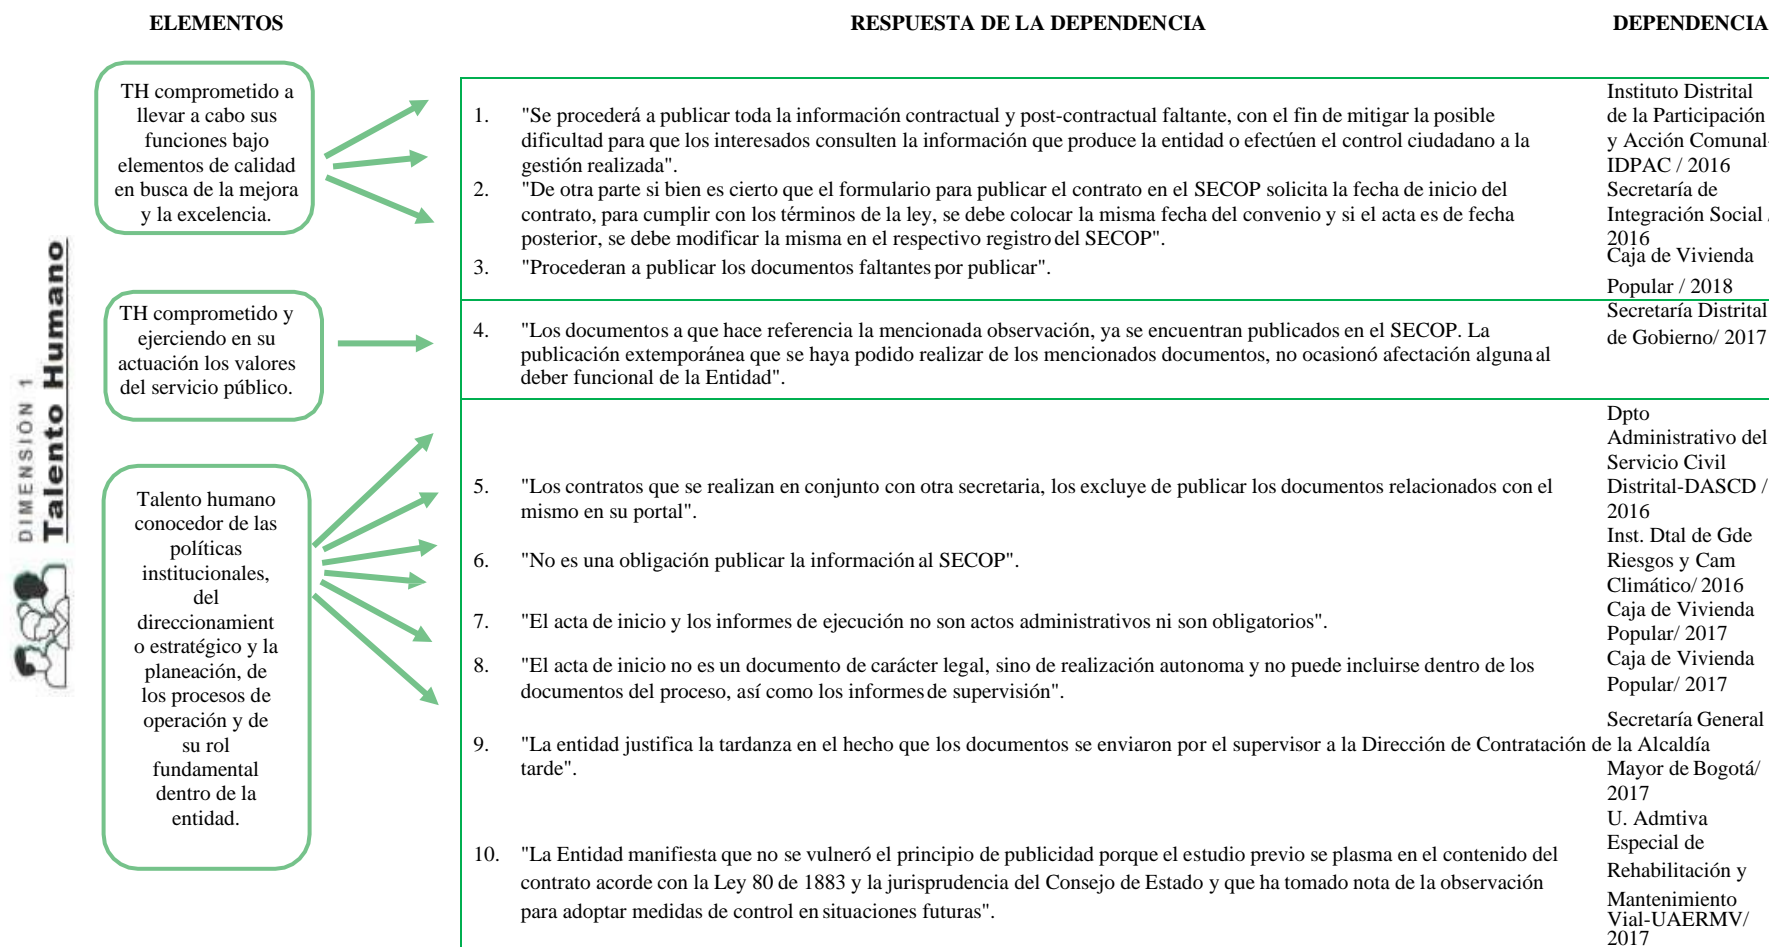 ELEMENTOS
RESPUESTA DE LA DEPENDENCIA
DEPENDENCIA
DIMENSIÓN 1
Talento Humano
TH comprometido a
llevar a cabo sus
funciones bajo
elementos de calidad
en busca de la mejora
y la excelencia.
TH comprometido y
ejerciendo en su
actuación los valores
del servicio público.
Talento humano
conocedor de las
políticas
institucionales,
del
direccionamient
o estratégico y la
planeación, de
los procesos de
operación y de
su rol
fundamental
dentro de la
entidad.
1. "Se procederá a publicar toda la información contractual y post-contractual faltante, con el fin de mitigar la posible
dificultad para que los interesados consulten la información que produce la entidad o efectúen el control ciudadano a la
gestión realizada".
2. "De otra parte si bien es cierto que el formulario para publicar el contrato en el SECOP solicita la fecha de inicio del
contrato, para cumplir con los términos de la ley, se debe colocar la misma fecha del convenio y si el acta es de fecha
posterior, se debe modificar la misma en el respectivo registro del SECOP".
3. "Procederan a publicar los documentos faltantes por publicar".
4. "Los documentos a que hace referencia la mencionada observación, ya se encuentran publicados en el SECOP. La
publicación extemporánea que se haya podido realizar de los mencionados documentos, no ocasionó afectación alguna al
deber funcional de la Entidad".
5. "Los contratos que se realizan en conjunto con otra secretaria, los excluye de publicar los documentos relacionados con el
mismo en su portal".
6. "No es una obligación publicar la información al SECOP".
7. "El acta de inicio y los informes de ejecución no son actos administrativos ni son obligatorios".
8. "El acta de inicio no es un documento de carácter legal, sino de realización autonoma y no puede incluirse dentro de los
documentos del proceso, así como los informes de supervisión".
9. "La entidad justifica la tardanza en el hecho que los documentos se enviaron por el supervisor a la Dirección de Contratación
tarde".
10. "La Entidad manifiesta que no se vulneró el principio de publicidad porque el estudio previo se plasma en el contenido del
contrato acorde con la Ley 80 de 1883 y la jurisprudencia del Consejo de Estado y que ha tomado nota de la observación
para adoptar medidas de control en situaciones futuras".
Instituto Distrital
de la Participación
y Acción Comunal-
IDPAC / 2016
Secretaría de
Integración Social /
2016
Caja de Vivienda
Popular / 2018
Secretaría Distrital
de Gobierno/ 2017
Dpto
Administrativo del
Servicio Civil
Distrital-DASCD /
2016
Inst. Dtal de Gde
Riesgos y Cam
Climático/ 2016
Caja de Vivienda
Popular/ 2017
Caja de Vivienda
Popular/ 2017
Secretaría General
de la Alcaldía
Mayor de Bogotá/
2017
U. Admtiva
Especial de
Rehabilitación y
Mantenimiento
Vial-UAERMV/
2017